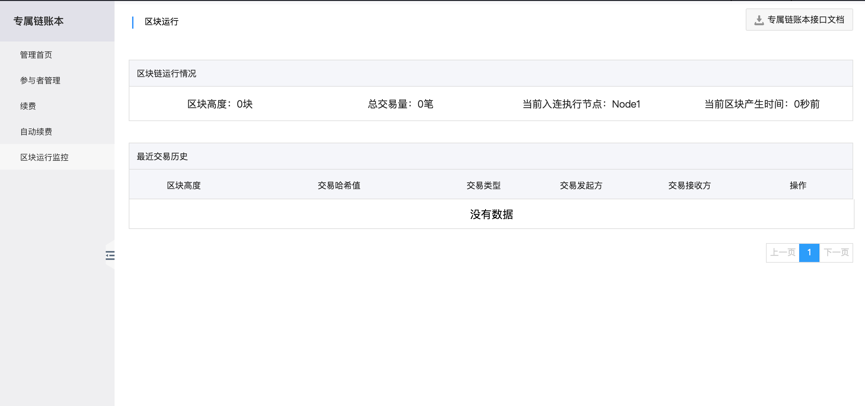 专属链账本
管理首页
参与者管理
续费
自动续费
区块运行监控
区块运行
专属链账本接口文档
区块链运行情况
区块高度：0块 总交易量：0笔 当前入连执行节点：Node1 当前区块产生时间：0秒前
最近交易历史
区块高度 交易哈希值 交易类型 交易发起方 交易接收方 操作
没有数据
上一页 1 下一页